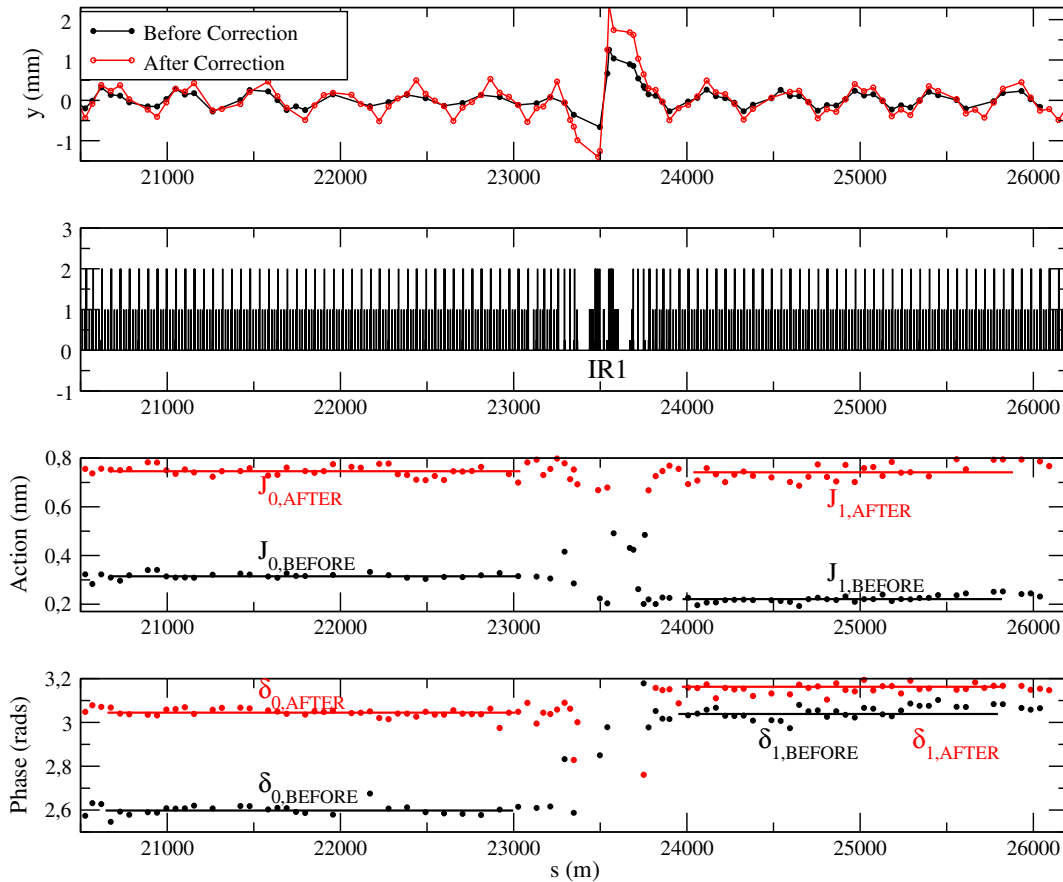 Before Correction
After Correction
2
1
0
-1
y (mm)
21000 22000 23000 24000 25000 26000
3
2
1
0
-1
IR1
21000 22000 23000 24000 25000 26000
0,8
0,6
0,4
0,2
Action (nm)
J0,AFTER
J1,AFTER
J0,BEFORE
J1,BEFORE
21000 22000 23000 24000 25000 26000
3,2
3
2.8
2.6
Phase (rads)
δ0,AFTER
δ1,BEFORE
δ1,AFTER
δ0,BEFORE
21000 22000 23000 24000 25000 26000
s (m)